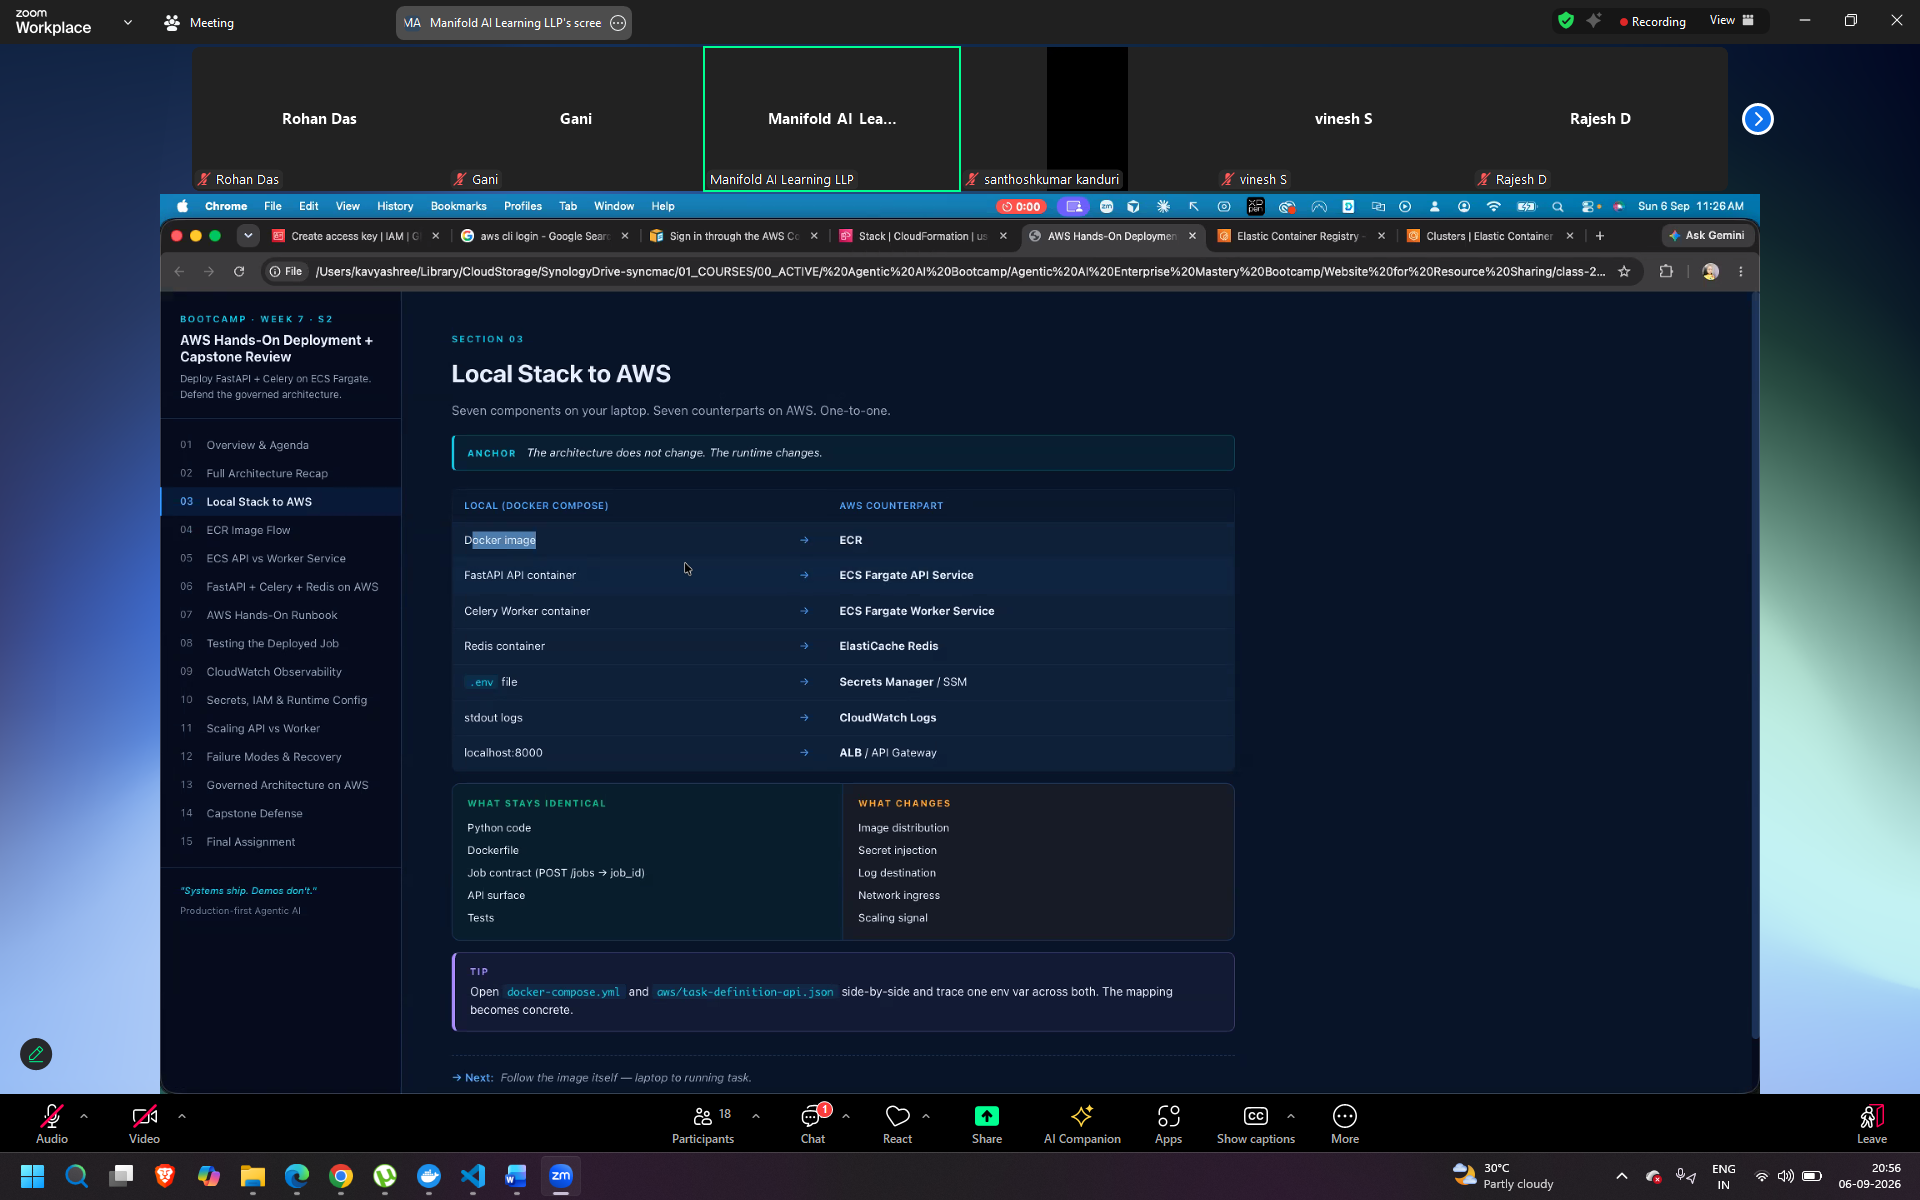 zoom
Workplace
Meeting
MA Manifold AI Learning LLP's scree
Recording
View
Rohan Das
Gani
Manifold AI Lea...
vinesh S
Rajesh D
Rohan Das
Gani
Manifold AI Learning LLP
santhoshkumar kanduri
vinesh S
Rajesh D
Chrome File Edit View History Bookmarks Profiles Tab Window Help
0:00
Sun 6 Sep 11:26 AM
Create access key | IAM | G
aws cli login - Google Sear
Sign in through the AWS Co
Stack | CloudFormation | us
AWS Hands-On Deploymen
Elastic Container Registry -
Clusters | Elastic Container
Ask Gemini
File
/Users/kavyashree/Library/CloudStorage/SynologyDrive-syncmac/01_COURSES/00_ACTIVE/%20Agentic%20AI%20Bootcamp/Agentic%20AI%20Enterprise%20Mastery%20Bootcamp/Website%20for%20Resource%20Sharing/class-2...
BOOTCAMP · WEEK 7 · S2
AWS Hands-On Deployment +
Capstone Review
Deploy FastAPI + Celery on ECS Fargate.
Defend the governed architecture.
01 Overview & Agenda
02 Full Architecture Recap
03 Local Stack to AWS
04 ECR Image Flow
05 ECS API vs Worker Service
06 FastAPI + Celery + Redis on AWS
07 AWS Hands-On Runbook
08 Testing the Deployed Job
09 CloudWatch Observability
10 Secrets, IAM & Runtime Config
11 Scaling API vs Worker
12 Failure Modes & Recovery
13 Governed Architecture on AWS
14 Capstone Defense
15 Final Assignment
"Systems ship. Demos don't."
Production-first Agentic AI
SECTION 03
Local Stack to AWS
Seven components on your laptop. Seven counterparts on AWS. One-to-one.
ANCHOR The architecture does not change. The runtime changes.
LOCAL (DOCKER COMPOSE) AWS COUNTERPART
Docker image → ECR
FastAPI API container → ECS Fargate API Service
Celery Worker container → ECS Fargate Worker Service
Redis container → ElastiCache Redis
.env file → Secrets Manager / SSM
stdout logs → CloudWatch Logs
localhost:8000 → ALB / API Gateway
WHAT STAYS IDENTICAL
Python code
Dockerfile
Job contract (POST /jobs → job_id)
API surface
Tests
WHAT CHANGES
Image distribution
Secret injection
Log destination
Network ingress
Scaling signal
TIP
Open docker-compose.yml and aws/task-definition-api.json side-by-side and trace one env var across both. The mapping
becomes concrete.
→ Next: Follow the image itself — laptop to running task.
Audio
Video
18
Participants
1
Chat
React
Share
AI Companion
Apps
CC
Show captions
More
Leave
zm
30°C
Partly cloudy
ENG
IN
20:56
06-09-2026